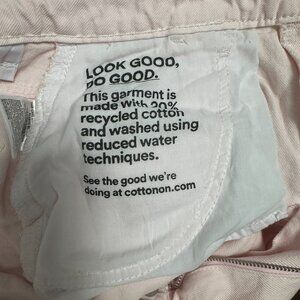 LOOK GOOD,
DO GOOD.
This garment is
made with 20%
recycled cotton
and washed using
reduced water
techniques.
See the good we're
doing at cottonon.com